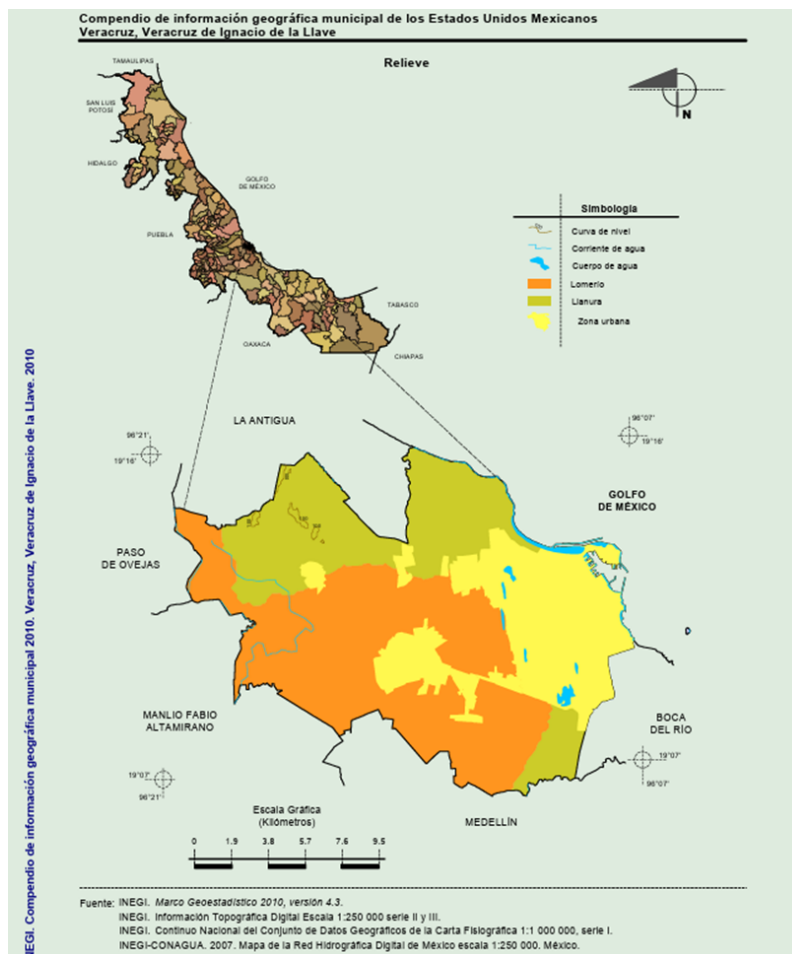 Compendio de información geográfica municipal de los Estados Unidos Mexicanos
Veracruz, Veracruz de Ignacio de la Llave
Relieve
N
TAMAULIPAS
SAN LUIS
POTOSÍ
HIDALGO
GOLFO
DE MÉXICO
PUEBLA
TABASCO
OAXACA
CHIAPAS
Simbología
Curva de nivel
Corriente de agua
Cuerpo de agua
Lomerío
Llanura
Zona urbana
LA ANTIGUA
96°21'
19°16'
96°07'
19°16'
GOLFO
DE MÉXICO
PASO
DE OVEJAS
MANLIO FABIO
ALTAMIRANO
BOCA
DEL RÍO
19°07'
96°21'
19°07'
96°07'
MEDELLÍN
Escala Gráfica
(Kilómetros)
0 1.9 3.8 5.7 7.6 9.5
Fuente: INEGI. Marco Geoestadístico 2010, versión 4.3.
INEGI. Información Topográfica Digital Escala 1:250 000 serie II y III.
INEGI. Continuo Nacional del Conjunto de Datos Geográficos de la Carta Fisiográfica 1:1 000 000, serie I.
INEGI-CONAGUA. 2007. Mapa de la Red Hidrográfica Digital de México escala 1:250 000. México.
INEGI. Compendio de información geográfica municipal 2010. Veracruz, Veracruz de Ignacio de la Llave. 2010